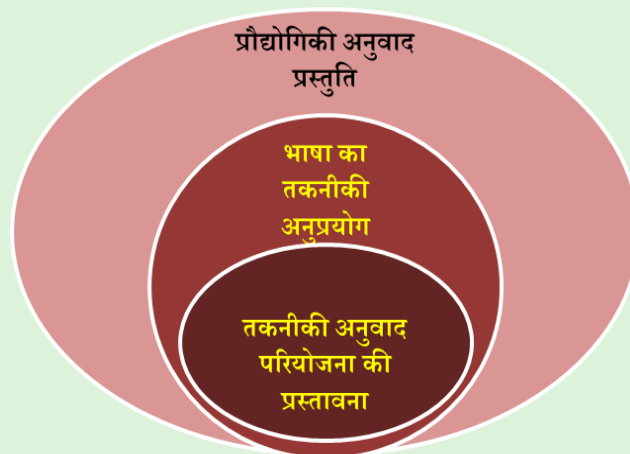 प्रौद्योगिकी अनुवाद
प्रस्तुति
भाषा का
तकनीकी
अनुप्रयोग
तकनीकी अनुवाद
परियोजना की
प्रस्तावना